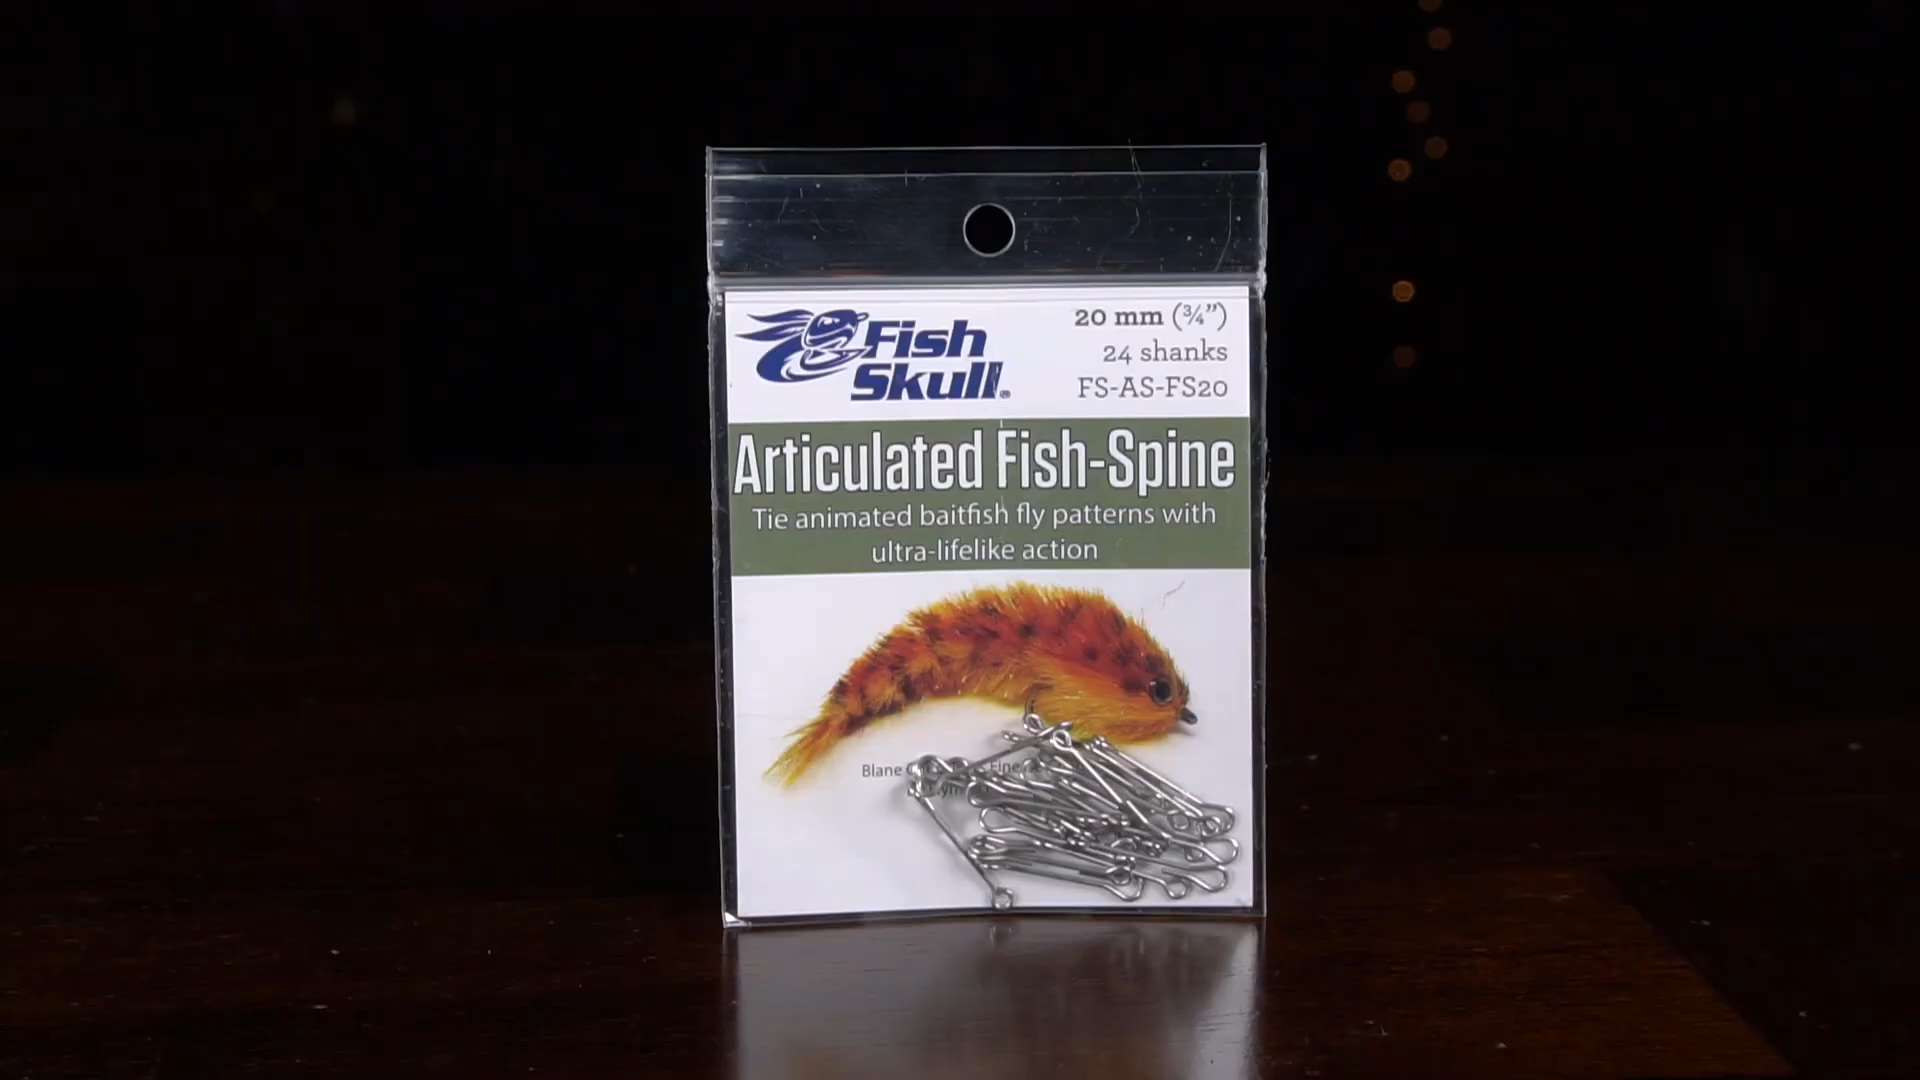 Fish
Skull®
20 mm (¾”)
24 shanks
FS-AS-FS20
Articulated Fish-Spine
Tie animated baitfish fly patterns with
ultra-lifelike action
Blane